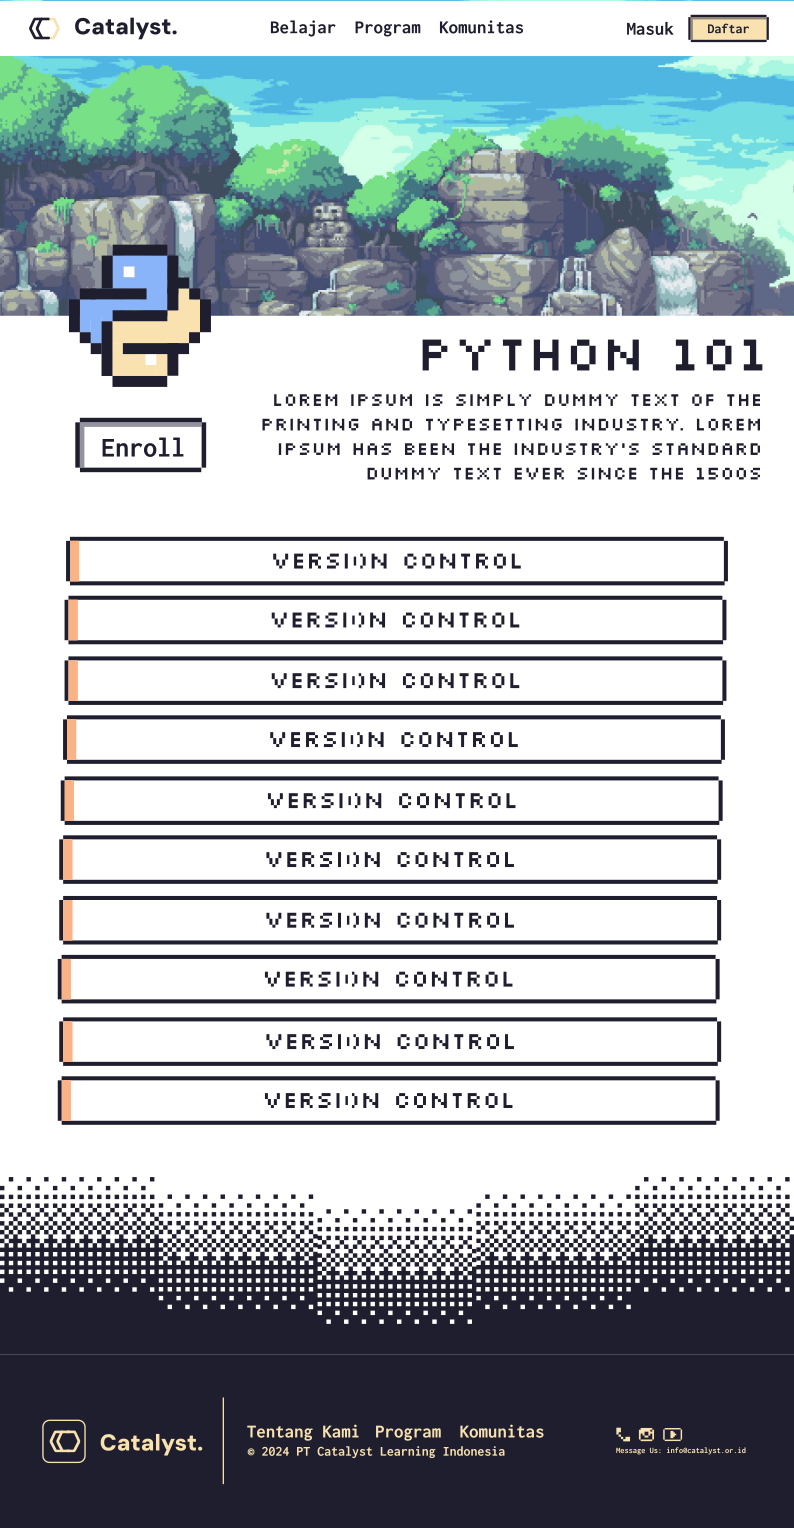 Catalyst.
Belajar Program Komunitas
Masuk
Daftar
PYTHON 101
LOREM IPSUM IS SIMPLY DUMMY TEXT OF THE
PRINTING AND TYPESETTING INDUSTRY. LOREM
IPSUM HAS BEEN THE INDUSTRY'S STANDARD
DUMMY TEXT EVER SINCE THE 1500S
Enroll
VERSION CONTROL
VERSION CONTROL
VERSION CONTROL
VERSION CONTROL
VERSION CONTROL
VERSION CONTROL
VERSION CONTROL
VERSION CONTROL
VERSION CONTROL
VERSION CONTROL
Catalyst.
Tentang Kami Program Komunitas
© 2024 PT Catalyst Learning Indonesia
Message Us: info@catalyst.or.id